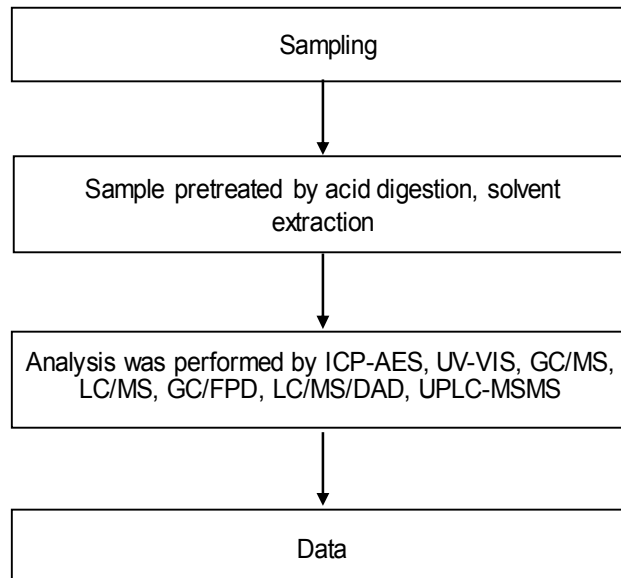 Sampling
Sample pretreated by acid digestion, solvent
extraction
Analysis was performed by ICP-AES, UV-VIS, GC/MS,
LC/MS, GC/FPD, LC/MS/DAD, UPLC-MSMS
Data